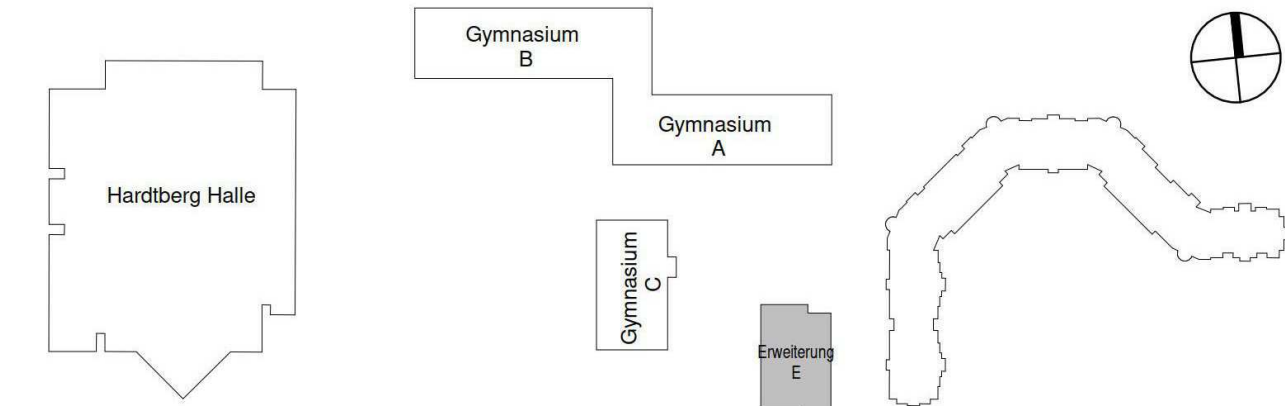 Gymnasium
B
Gymnasium
A
Hardtberg Halle
Gymnasium
C
Erweiterung
E